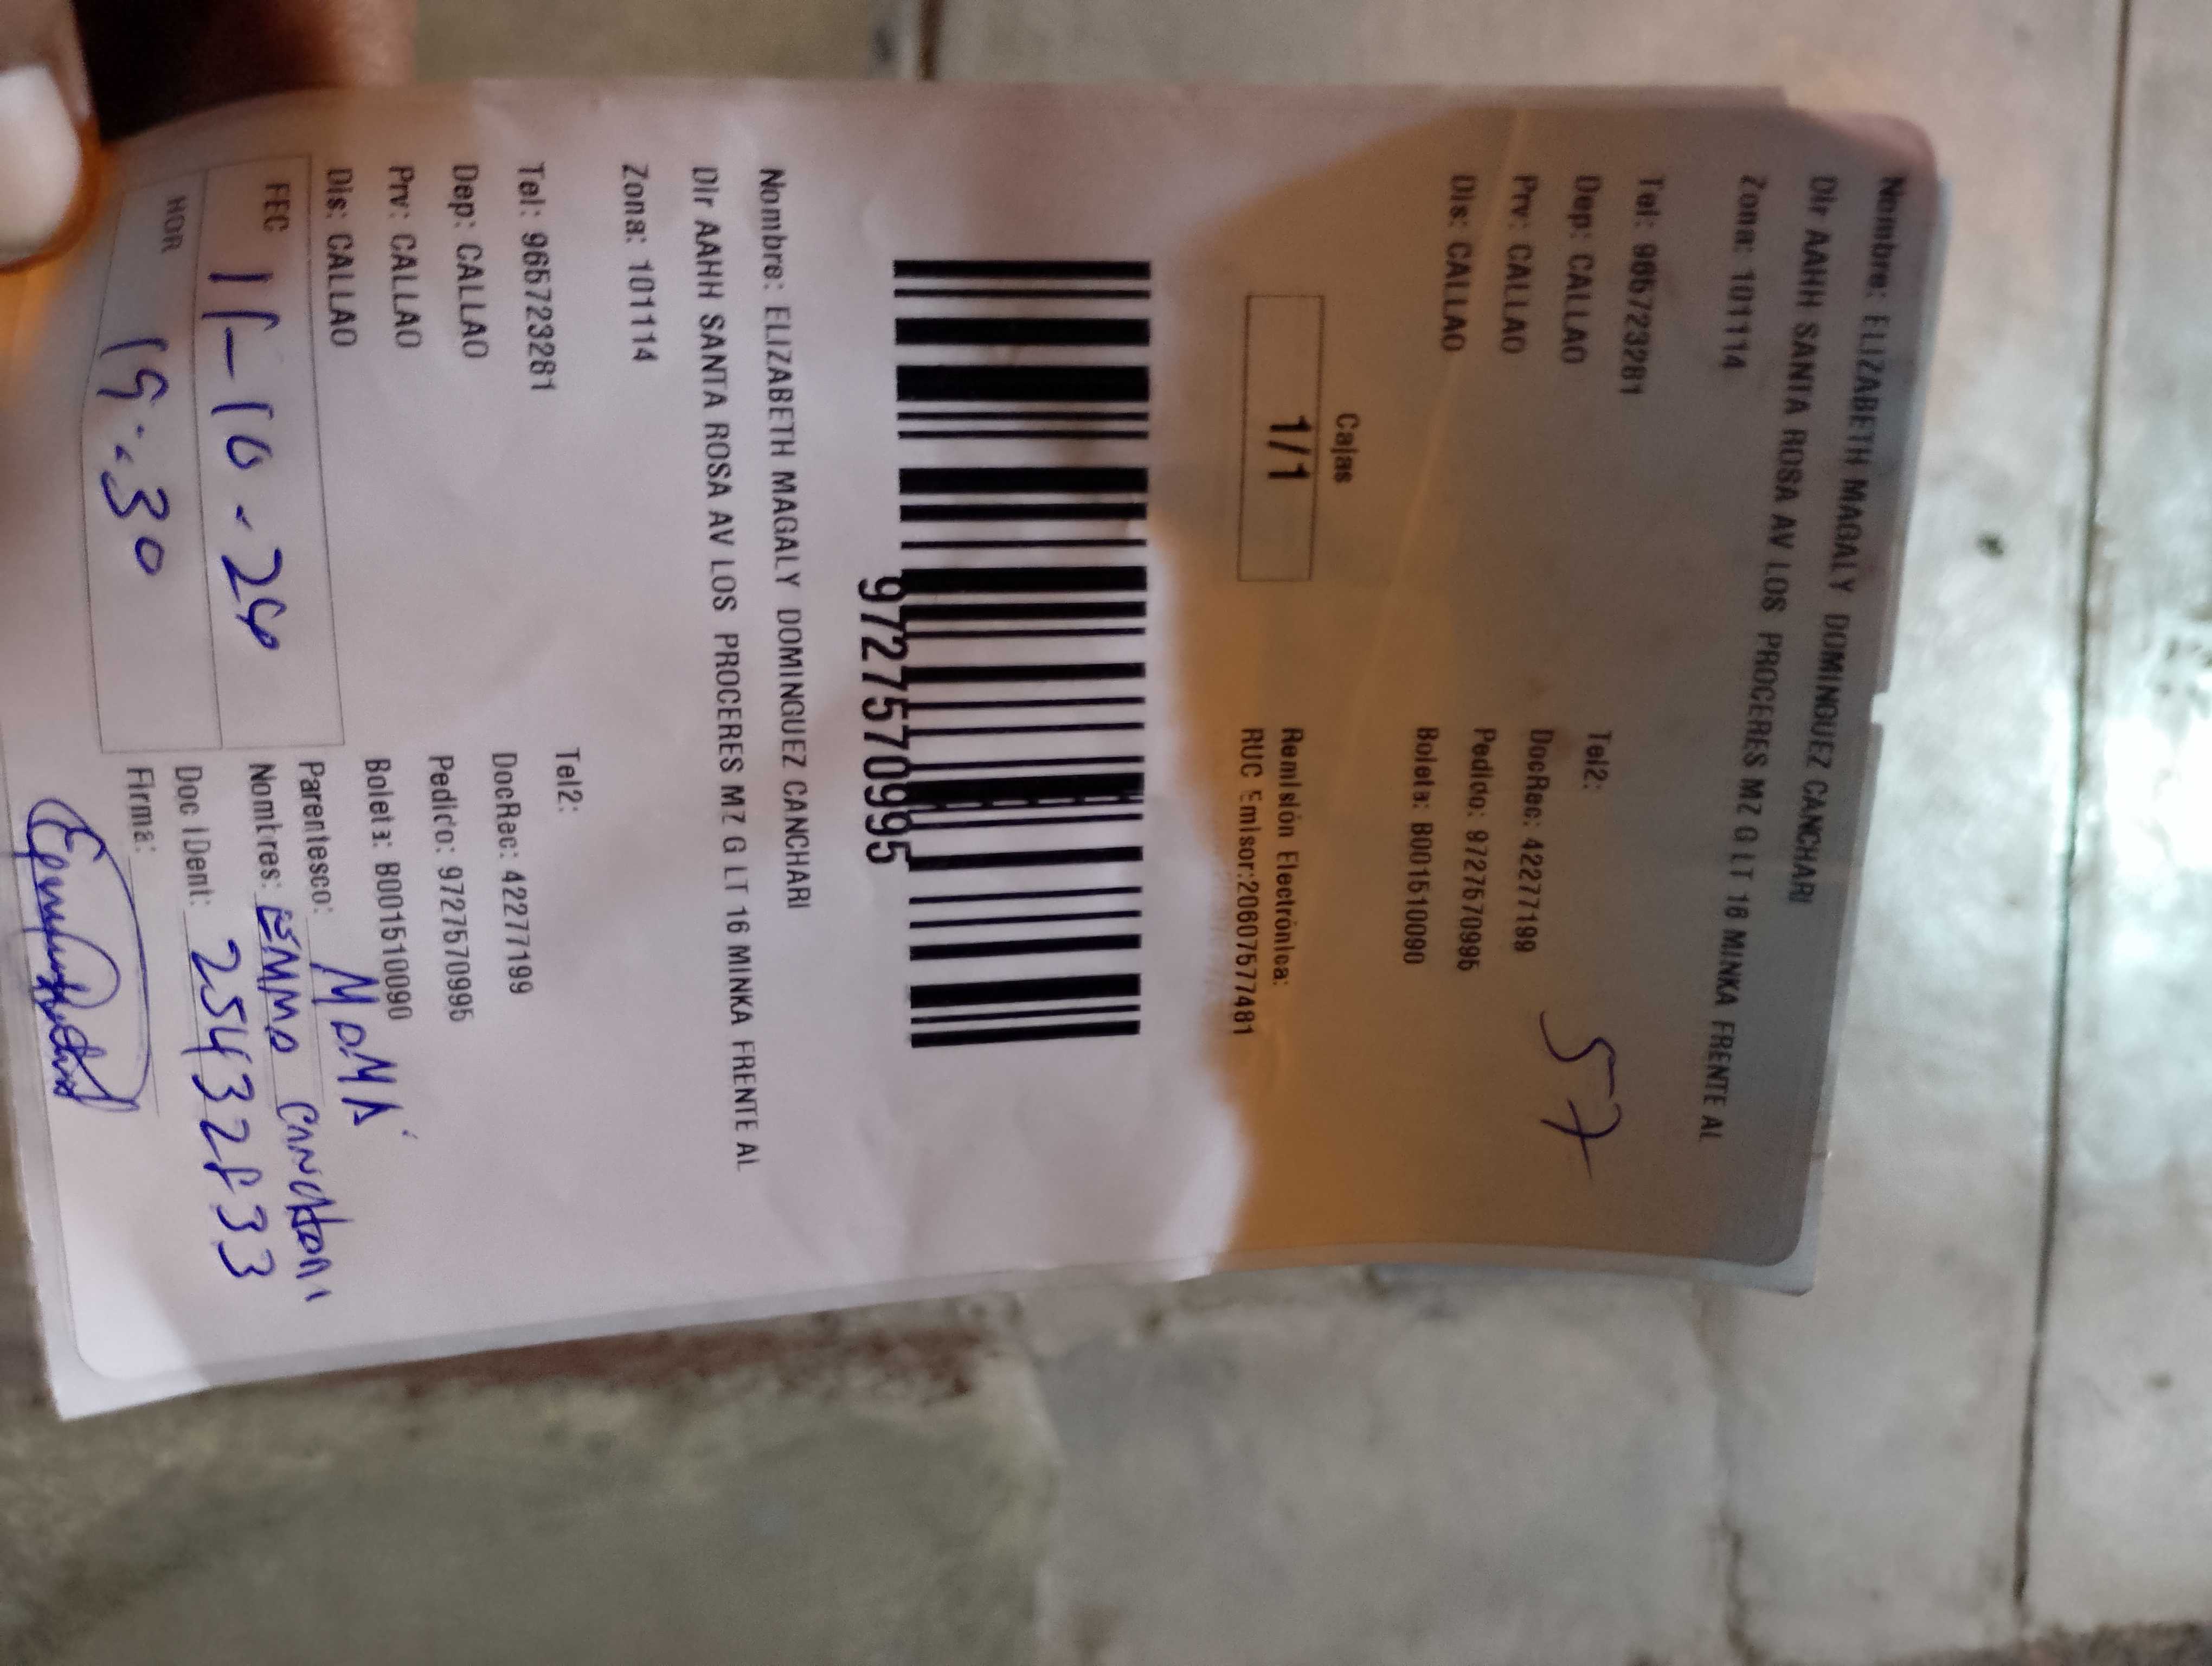 Nombre: ELIZABETH MAGALY DOMINGUEZ CANCHARI
Dir AAHH SANTA ROSA AV LOS PROCERES MZ G LT 16 MINKA FRENTE AL
Zona: 101114
Tel: 965723281
Tel2:
Dep: CALLAO
DocRec: 42277199
57
Prv: CALLAO
Pedido: 9727570995
Dis: CALLAO
Boleta: B001510090
Cajas
1/1
Remisión Electrónica:
RUC Emisor:20607577481
9727570995
Nombre: ELIZABETH MAGALY DOMINGUEZ CANCHARI
Dir AAHH SANTA ROSA AV LOS PROCERES MZ G LT 16 MINKA FRENTE AL
Zona: 101114
Tel: 965723281
Tel2:
Dep: CALLAO
DocRec: 42277199
Prv: CALLAO
Pedido: 9727570995
Dis: CALLAO
Boleta: B001510090
FEC 11-10-24
Parentesco: MAMÁ
Nombres: EMMA CANCHARI
HOR 19:30
Doc IDent: 25432833
Firma: